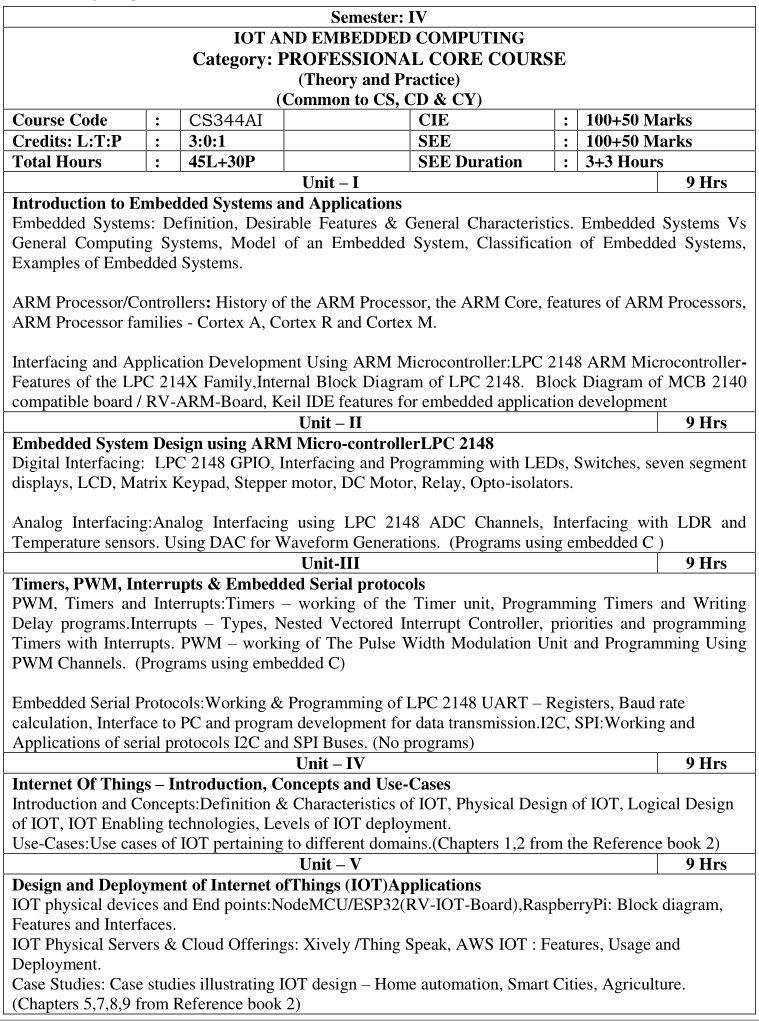 Semester: IV
IOT AND EMBEDDED COMPUTING
Category: PROFESSIONAL CORE COURSE
(Theory and Practice)
(Common to CS, CD & CY)
Course Code : CS344AI CIE : 100+50 Marks
Credits: L:T:P : 3:0:1 SEE : 100+50 Marks
Total Hours : 45L+30P SEE Duration : 3+3 Hours
Unit – I 9 Hrs
Introduction to Embedded Systems and Applications
Embedded Systems: Definition, Desirable Features & General Characteristics. Embedded Systems Vs
General Computing Systems, Model of an Embedded System, Classification of Embedded Systems,
Examples of Embedded Systems.
ARM Processor/Controllers: History of the ARM Processor, the ARM Core, features of ARM Processors,
ARM Processor families - Cortex A, Cortex R and Cortex M.
Interfacing and Application Development Using ARM Microcontroller:LPC 2148 ARM Microcontroller-
Features of the LPC 214X Family,Internal Block Diagram of LPC 2148. Block Diagram of MCB 2140
compatible board / RV-ARM-Board, Keil IDE features for embedded application development
Unit – II 9 Hrs
Embedded System Design using ARM Micro-controllerLPC 2148
Digital Interfacing: LPC 2148 GPIO, Interfacing and Programming with LEDs, Switches, seven segment
displays, LCD, Matrix Keypad, Stepper motor, DC Motor, Relay, Opto-isolators.
Analog Interfacing:Analog Interfacing using LPC 2148 ADC Channels, Interfacing with LDR and
Temperature sensors. Using DAC for Waveform Generations. (Programs using embedded C )
Unit-III 9 Hrs
Timers, PWM, Interrupts & Embedded Serial protocols
PWM, Timers and Interrupts:Timers – working of the Timer unit, Programming Timers and Writing
Delay programs.Interrupts – Types, Nested Vectored Interrupt Controller, priorities and programming
Timers with Interrupts. PWM – working of The Pulse Width Modulation Unit and Programming Using
PWM Channels. (Programs using embedded C)
Embedded Serial Protocols:Working & Programming of LPC 2148 UART – Registers, Baud rate
calculation, Interface to PC and program development for data transmission.I2C, SPI:Working and
Applications of serial protocols I2C and SPI Buses. (No programs)
Unit – IV 9 Hrs
Internet Of Things – Introduction, Concepts and Use-Cases
Introduction and Concepts:Definition & Characteristics of IOT, Physical Design of IOT, Logical Design
of IOT, IOT Enabling technologies, Levels of IOT deployment.
Use-Cases:Use cases of IOT pertaining to different domains.(Chapters 1,2 from the Reference book 2)
Unit – V 9 Hrs
Design and Deployment of Internet ofThings (IOT)Applications
IOT physical devices and End points:NodeMCU/ESP32(RV-IOT-Board),RaspberryPi: Block diagram,
Features and Interfaces.
IOT Physical Servers & Cloud Offerings: Xively /Thing Speak, AWS IOT : Features, Usage and
Deployment.
Case Studies: Case studies illustrating IOT design – Home automation, Smart Cities, Agriculture.
(Chapters 5,7,8,9 from Reference book 2)